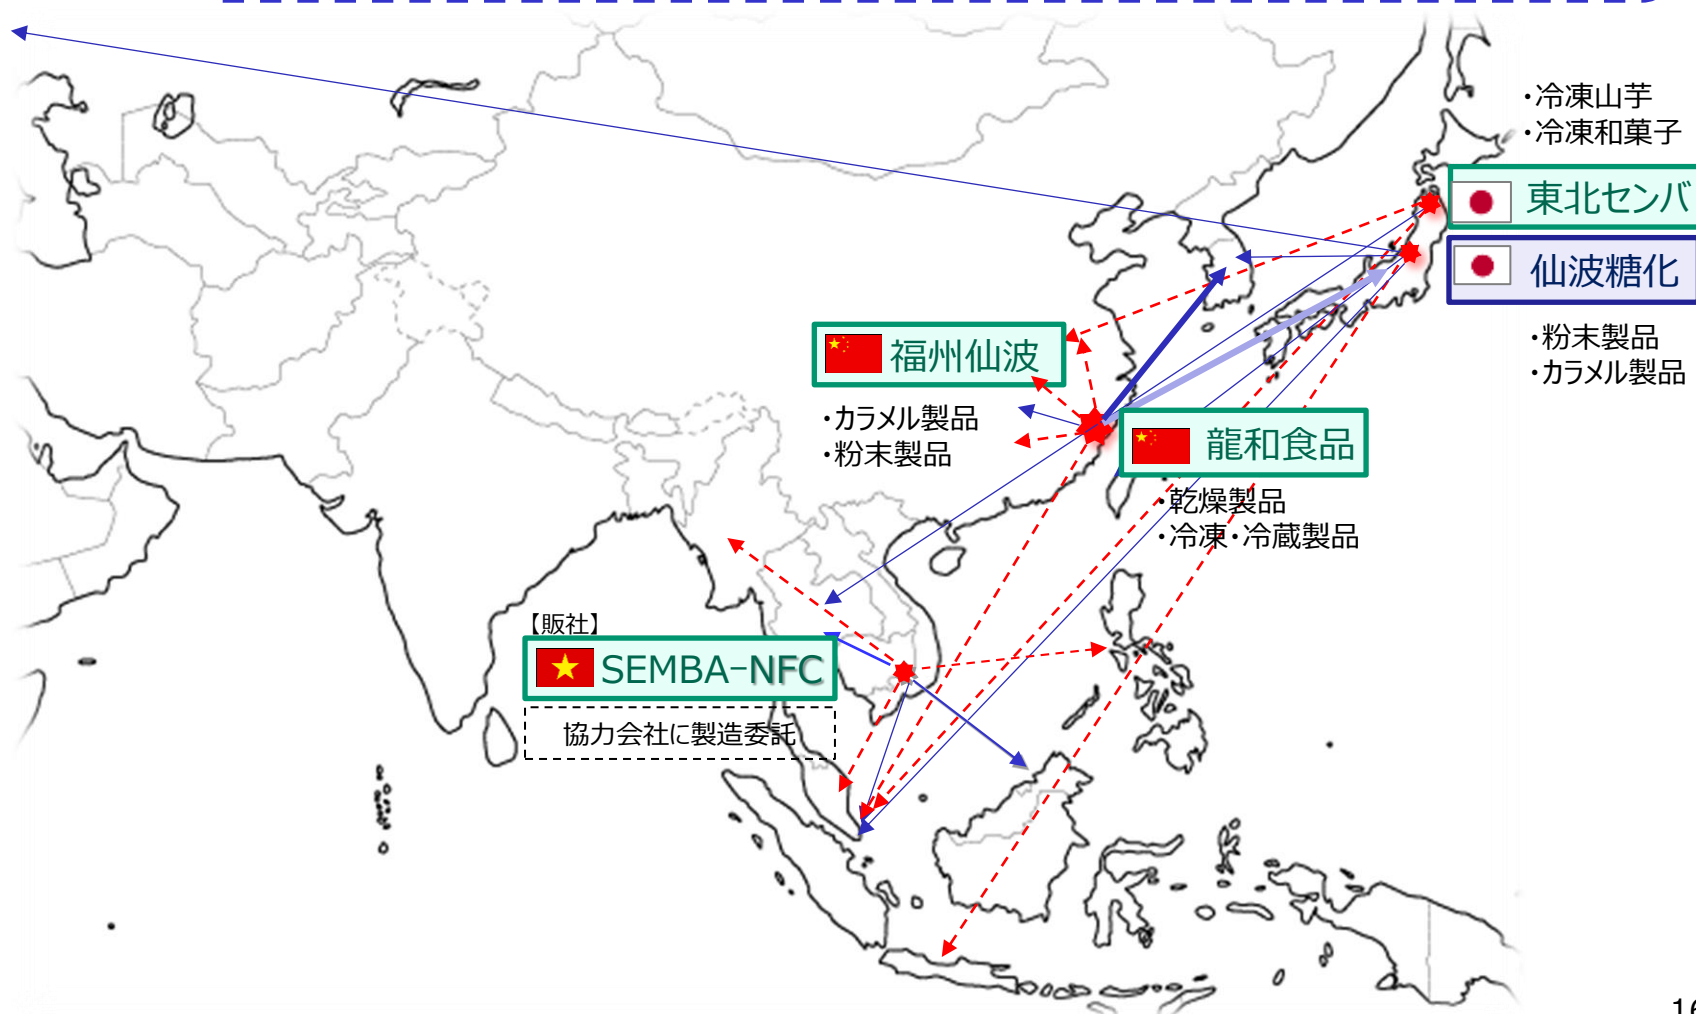 ・冷凍山芋
・冷凍和菓子
東北センバ
仙波糖化
・粉末製品
・カラメル製品
福州仙波
・カラメル製品
・粉末製品
龍和食品
・乾燥製品
・冷凍・冷蔵製品
【販社】
SEMBA-NFC
協力会社に製造委託
16